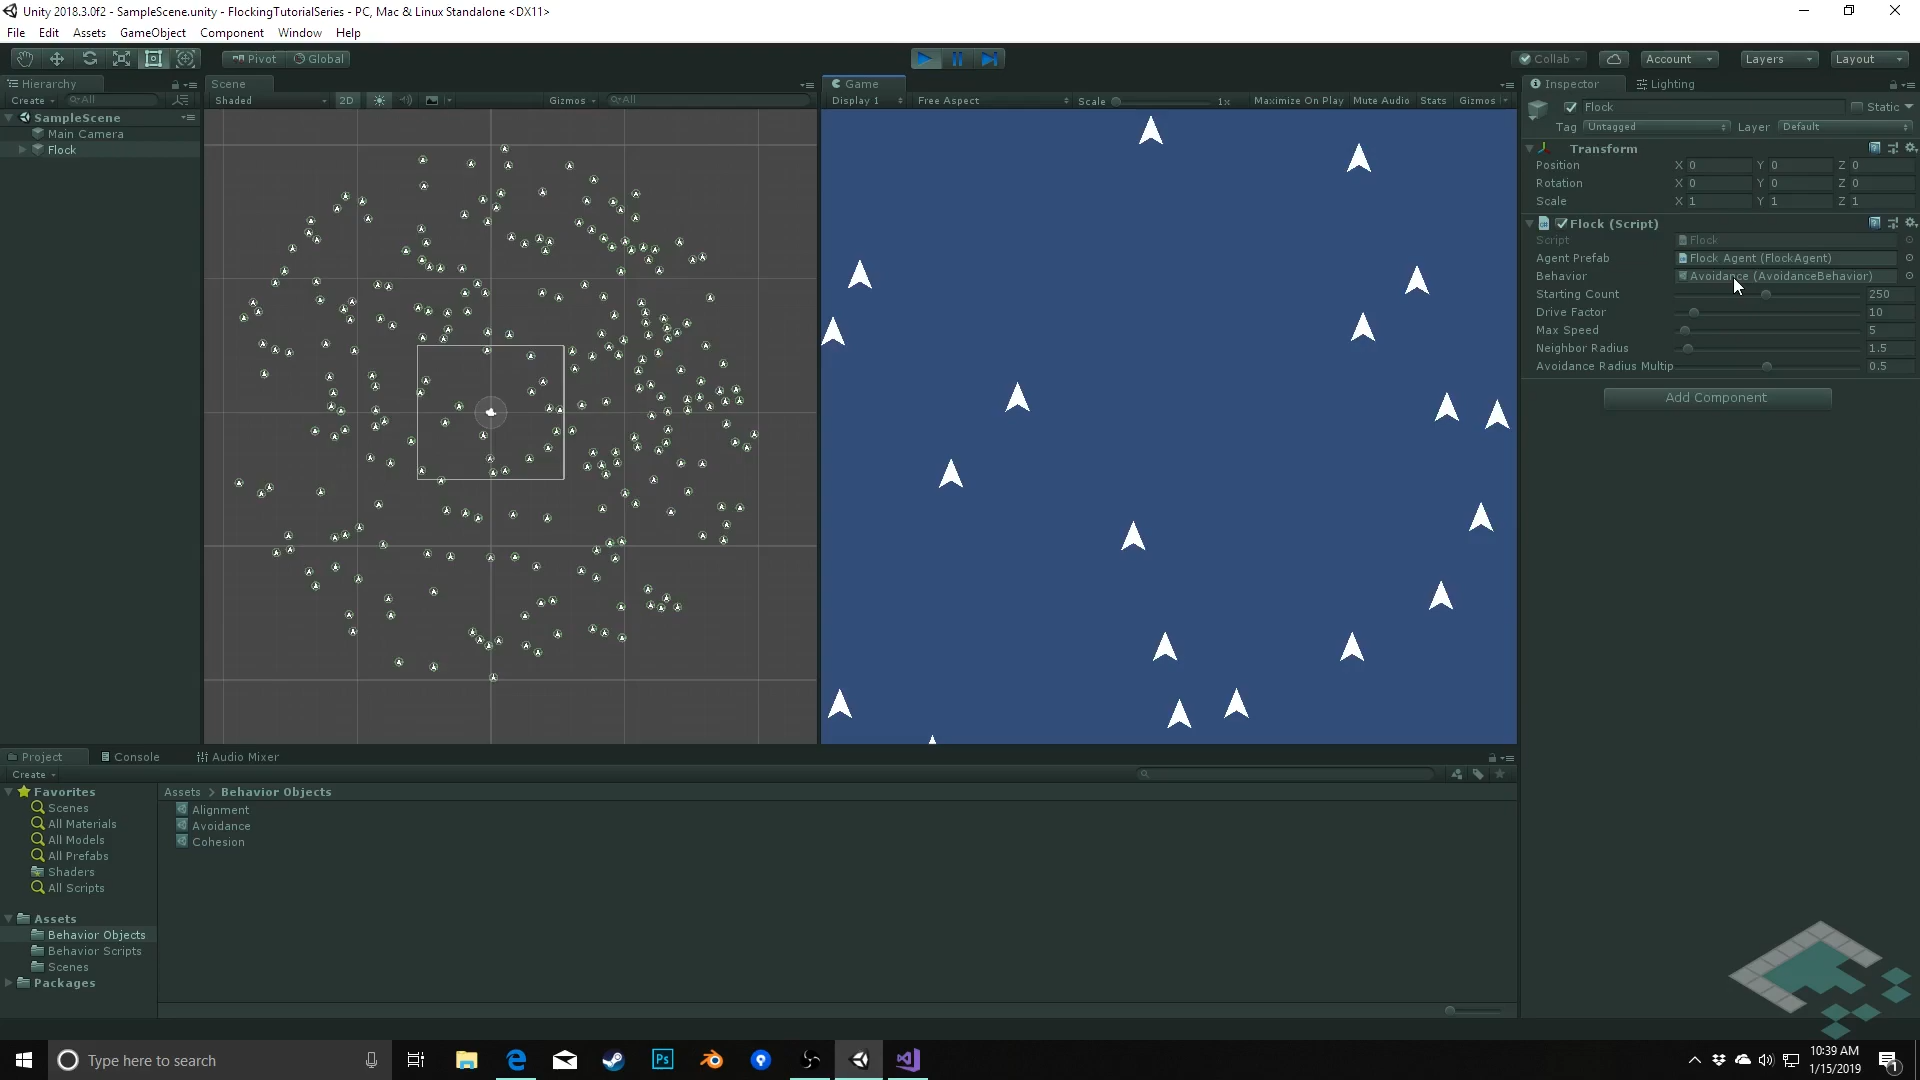 Unity 2018.3.0f2 - SampleScene.unity - FlockingTutorialSeries - PC, Mac & Linux Standalone <DX11>
File Edit Assets GameObject Component Window Help
Pivot Global Collab Account Layers Layout
Hierarchy
Create All
SampleScene
Main Camera
Flock
Scene
Shaded 2D Gizmos All
Game
Display 1 Free Aspect Scale 1x Maximize On Play Mute Audio Stats Gizmos
Inspector Lighting
Flock Static
Tag Untagged Layer Default
Transform
Position X 0 Y 0 Z 0
Rotation X 0 Y 0 Z 0
Scale X 1 Y 1 Z 1
Flock (Script)
Script Flock
Agent Prefab Flock Agent (FlockAgent)
Behavior Avoidance (AvoidanceBehavior)
Starting Count 250
Drive Factor 10
Max Speed 5
Neighbor Radius 1.5
Avoidance Radius Multip 0.5
Add Component
Project Console Audio Mixer
Create
Favorites
Scenes
All Materials
All Models
All Prefabs
Shaders
All Scripts
Assets
Behavior Objects
Behavior Scripts
Scenes
Packages
Assets > Behavior Objects
Alignment
Avoidance
Cohesion
Type here to search
Ps
10:39 AM
1/15/2019
1